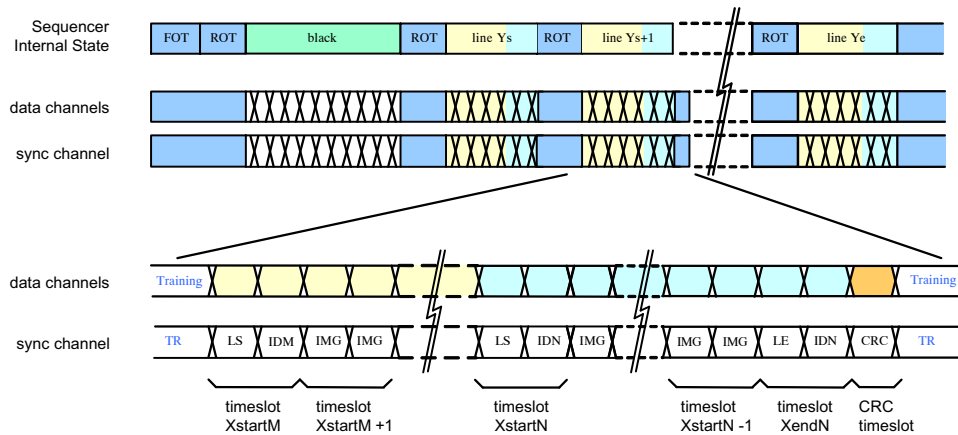 Sequencer
Internal State
FOT ROT black ROT line Ys ROT line Ys+1 ROT line Ye
data channels
sync channel
data channels Training Training
sync channel TR LS IDM IMG IMG LS IDN IMG IMG IMG LE IDN CRC TR
timeslot timeslot timeslot timeslot timeslot CRC
XstartM XstartM +1 XstartN XstartN -1 XendN timeslot